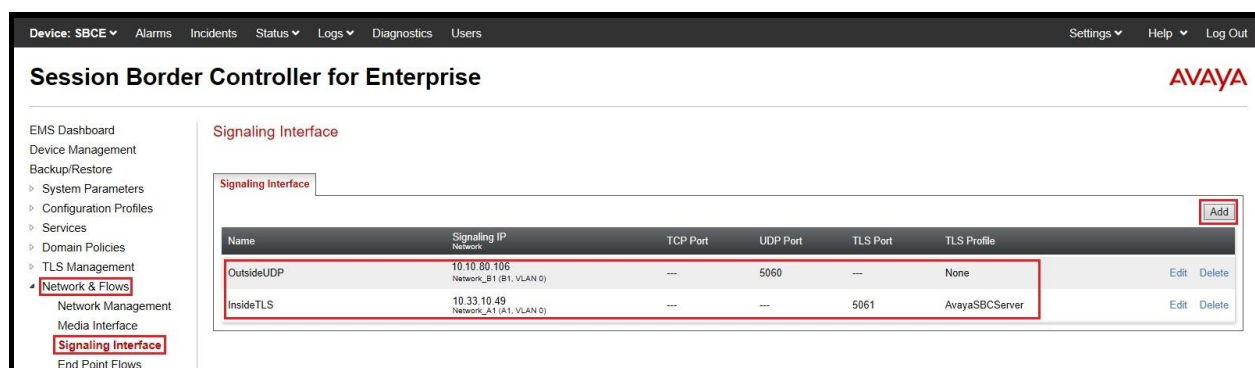 Device: SBCE Alarms Incidents Status Logs Diagnostics Users Settings Help Log Out
Session Border Controller for Enterprise
AVAYA
EMS Dashboard
Device Management
Backup/Restore
System Parameters
Configuration Profiles
Services
Domain Policies
TLS Management
Network & Flows
Network Management
Media Interface
Signaling Interface
End Point Flows
Signaling Interface
Signaling Interface
Add
Name Signaling IP TCP Port UDP Port TLS Port TLS Profile
Network
OutsideUDP 10.10.80.106 --- 5060 --- None Edit Delete
Network_B1 (B1, VLAN 0)
InsideTLS 10.33.10.49 --- --- 5061 AvayaSBCServer Edit Delete
Network_A1 (A1, VLAN 0)